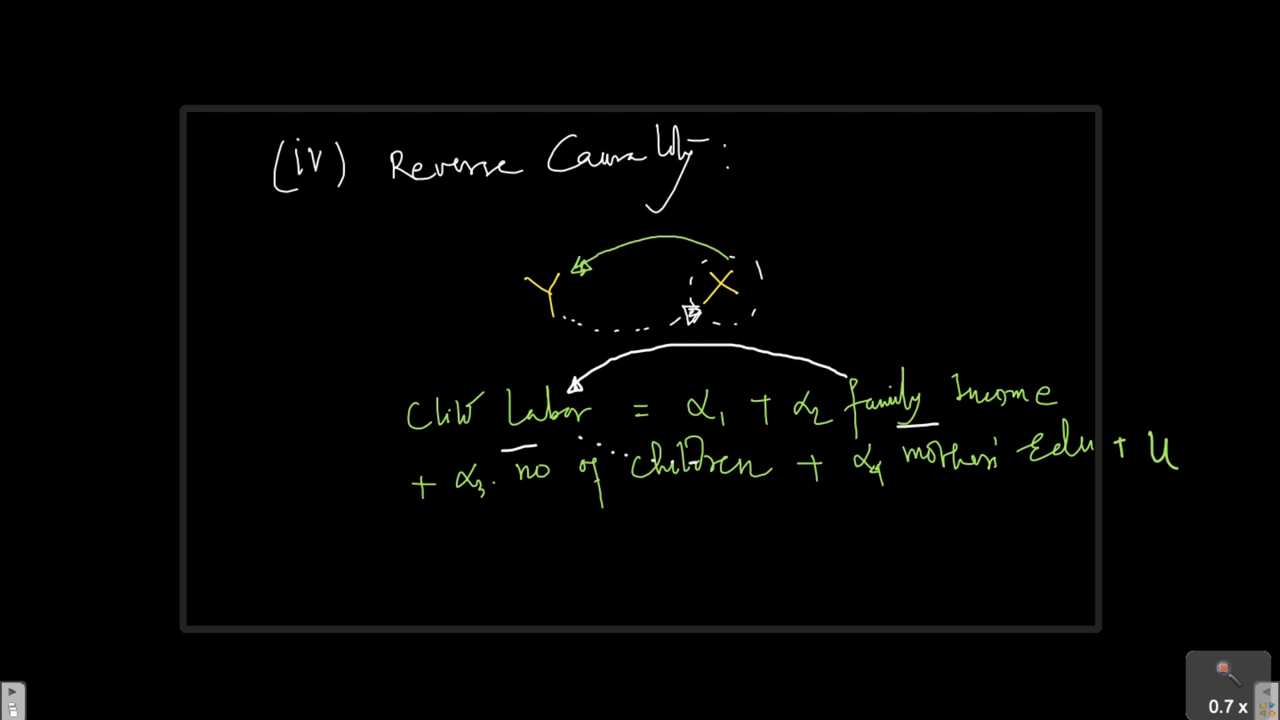 (iv) Reverse Causality :
Y X
Child Labor = α₁ + α₂ family Income
+ α₃. no of children + α₄ mother's Edu + U
0.7 x